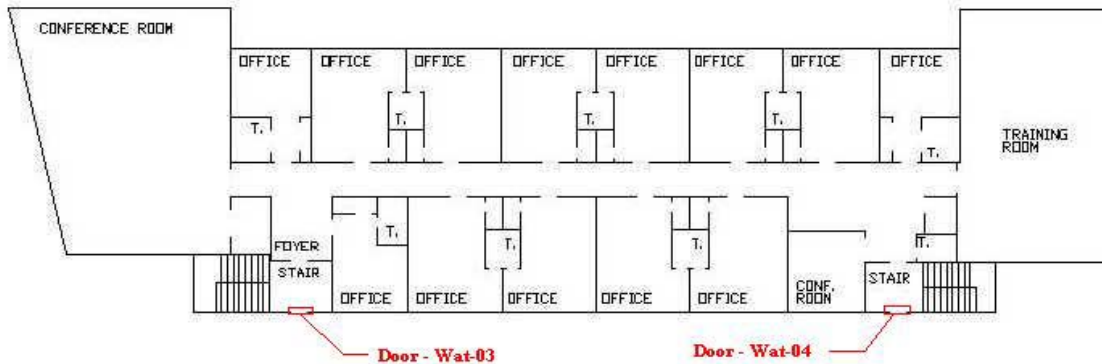 CONFERENCE ROOM
OFFICE OFFICE OFFICE OFFICE OFFICE OFFICE OFFICE OFFICE
T. T. T. T. T.
TRAINING
ROOM
T. T. T. T.
FOYER
STAIR
OFFICE OFFICE OFFICE OFFICE OFFICE
CONF.
ROOM
STAIR
Door - Wat-03
Door - Wat-04